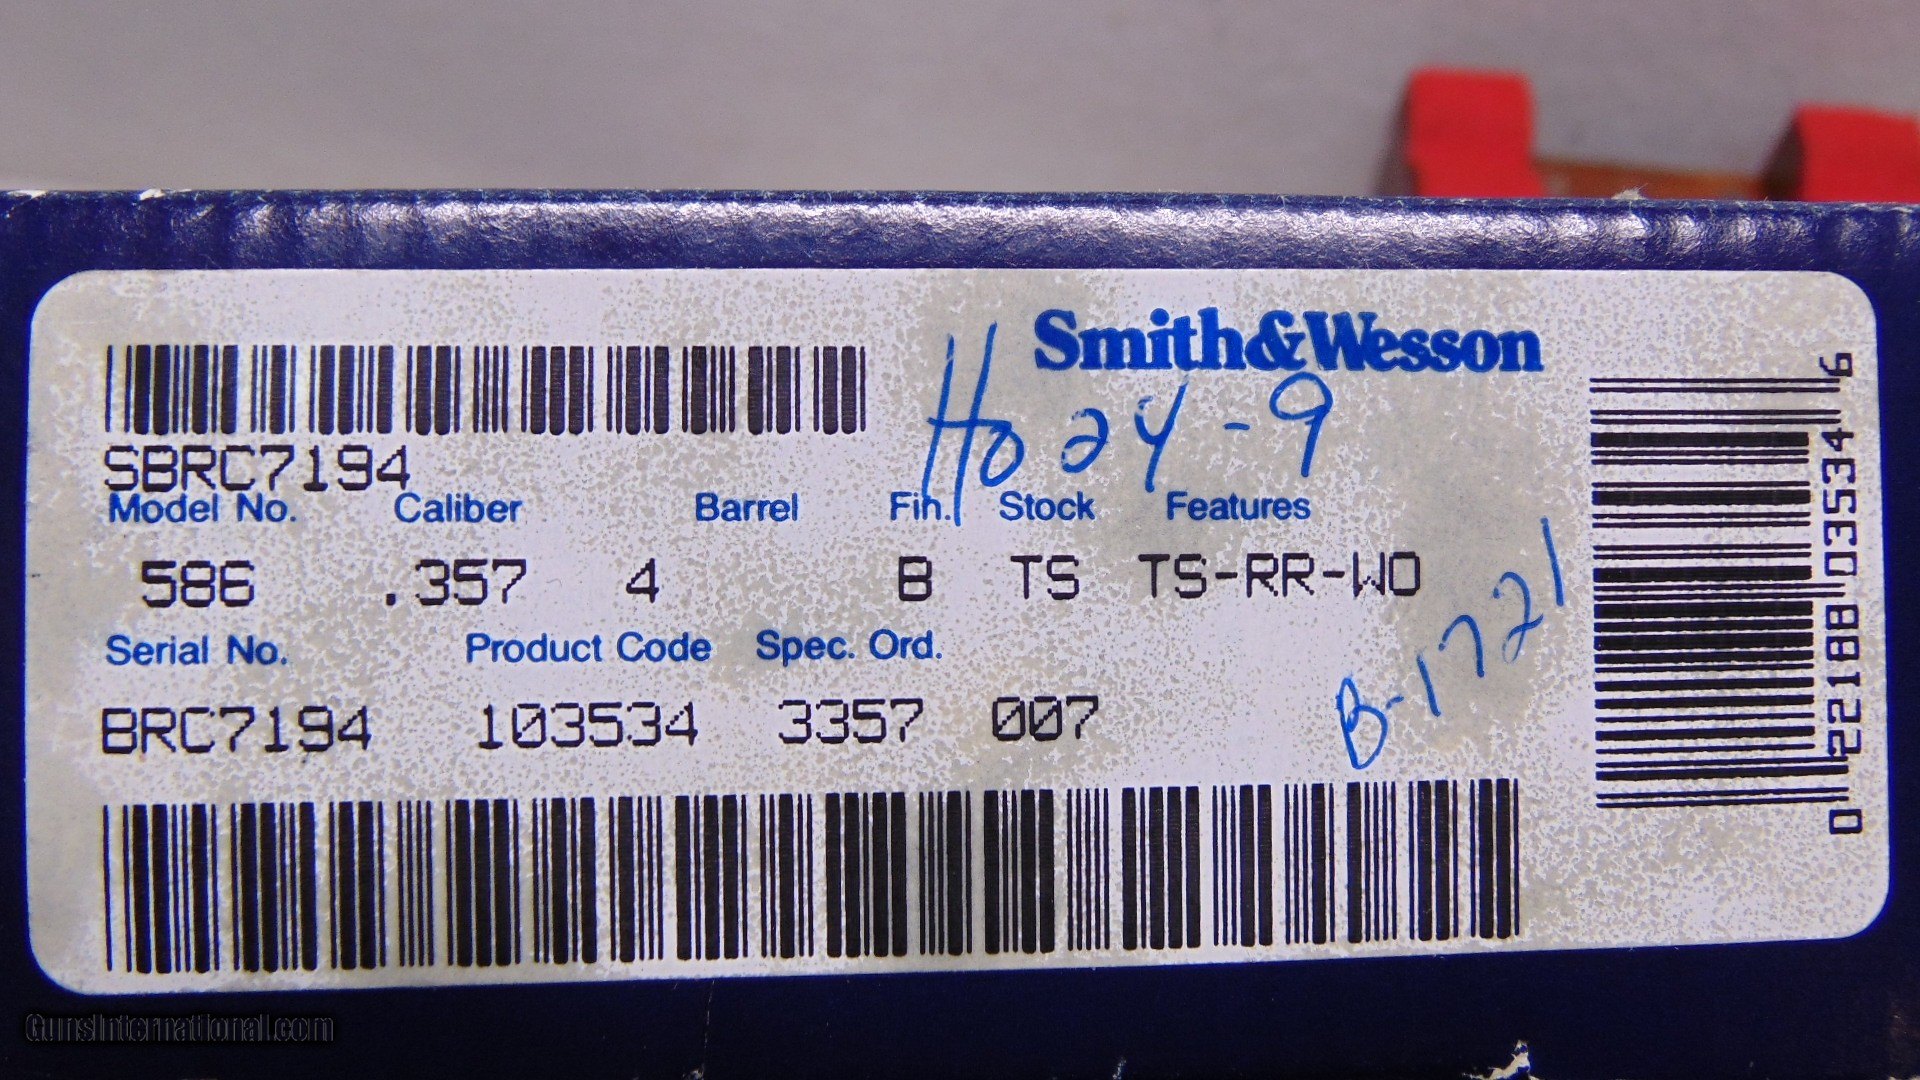 Smith&Wesson
Ho24-9
SBRC7194
Model No. Caliber Barrel Fin. Stock Features
586 .357 4 B TS TS-RR-WO
Serial No. Product Code Spec. Ord.
BRC7194 103534 3357 007
B-1721
0 22188 03534 6
GunsInternational.com